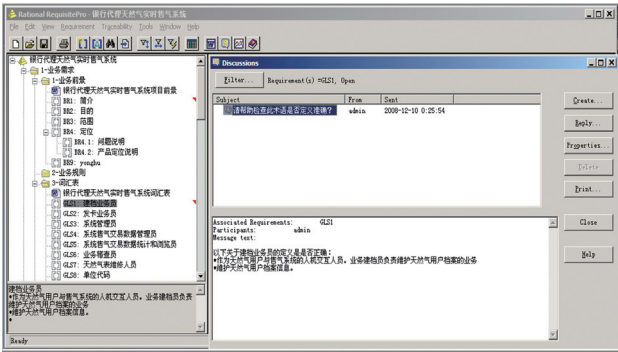 Rational RequisitePro - 银行代理天然气实时售气系统
File Edit View Requirement Traceability Tools Window Help
银行代理天然气实时售气系统
1-业务需求
1-业务前景
银行代理天然气实时售气系统项目前景
BR1: 简介
BR2: 目的
BR3: 范围
BR4: 定位
BR4.1: 问题说明
BR4.2: 产品定位说明
BR9: yonghu
2-业务规则
3-词汇表
银行代理天然气实时售气系统词汇表
GLS1: 建档业务员
GLS2: 发卡业务员
GLS3: 系统管理员
GLS4: 系统售气交易数据管理员
GLS5: 系统售气交易数据统计和浏览员
GLS6: 业务稽查员
GLS7: 天然气表维修人员
GLS8: 单位代码
建档业务员
*作为天然气用户与售气系统的人机交互人员。业务建档员负责
维护天然气用户档案的业务
*维护天然气用户档案信息。
*
Ready
Discussions
Filter... Requirement(s) =GLS1, Open
Subject From Sent
请帮助检查此术语是否定义准确? admin 2008-12-10 0:25:54
Create...
Reply...
Properties...
Delete
Print...
Close
Help
Associated Requirements: GLS1
Participants: admin
Message text:
以下关于建档业务员的定义是是否正确:
*作为天然气用户与售气系统的人机交互人员。业务建档员负责维护天然气用户档案的业务
*维护天然气用户档案信息。